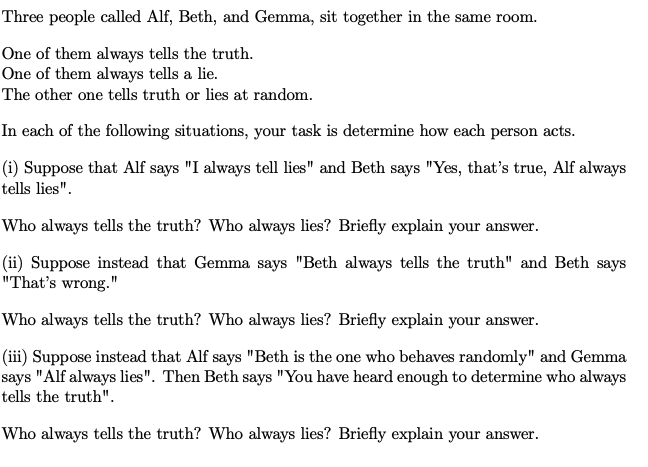 Three people called Alf, Beth, and Gemma, sit together in the same room.
One of them always tells the truth.
One of them always tells a lie.
The other one tells truth or lies at random.
In each of the following situations, your task is determine how each person acts.
(i) Suppose that Alf says "I always tell lies" and Beth says "Yes, that's true, Alf always
tells lies".
Who always tells the truth? Who always lies? Briefly explain your answer.
(ii) Suppose instead that Gemma says "Beth always tells the truth" and Beth says
"That's wrong."
Who always tells the truth? Who always lies? Briefly explain your answer.
(iii) Suppose instead that Alf says "Beth is the one who behaves randomly" and Gemma
says "Alf always lies". Then Beth says "You have heard enough to determine who always
tells the truth".
Who always tells the truth? Who always lies? Briefly explain your answer.